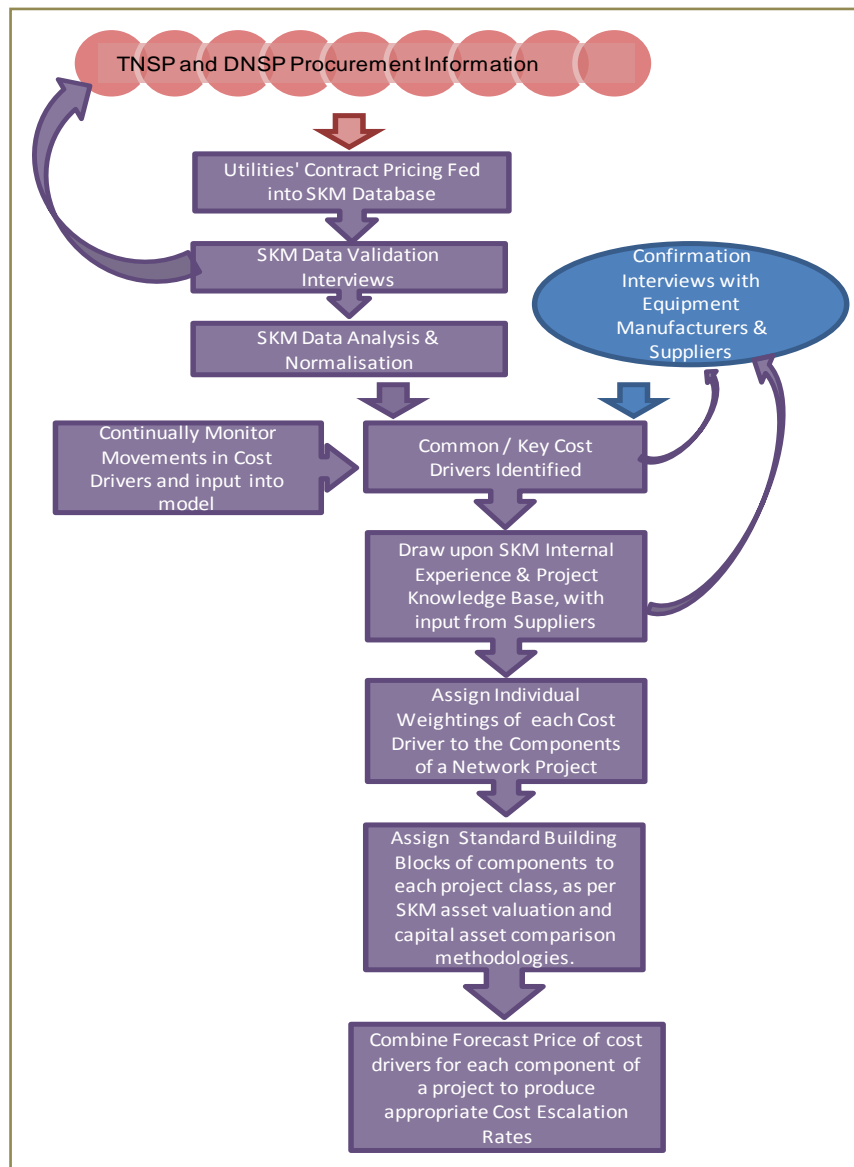 TNSP and DNSP Procurement Information
Utilities' Contract Pricing Fed
into SKM Database
SKM Data Validation
Interviews
Confirmation
Interviews with
Equipment
Manufacturers &
Suppliers
SKM Data Analysis &
Normalisation
Continually Monitor
Movements in Cost
Drivers and input into
model
Common / Key Cost
Drivers Identified
Draw upon SKM Internal
Experience & Project
Knowledge Base, with
input from Suppliers
Assign Individual
Weightings of each Cost
Driver to the Components
of a Network Project
Assign Standard Building
Blocks of components to
each project class, as per
SKM asset valuation and
capital asset comparison
methodologies.
Combine Forecast Price of cost
drivers for each component of
a project to produce
appropriate Cost Escalation
Rates